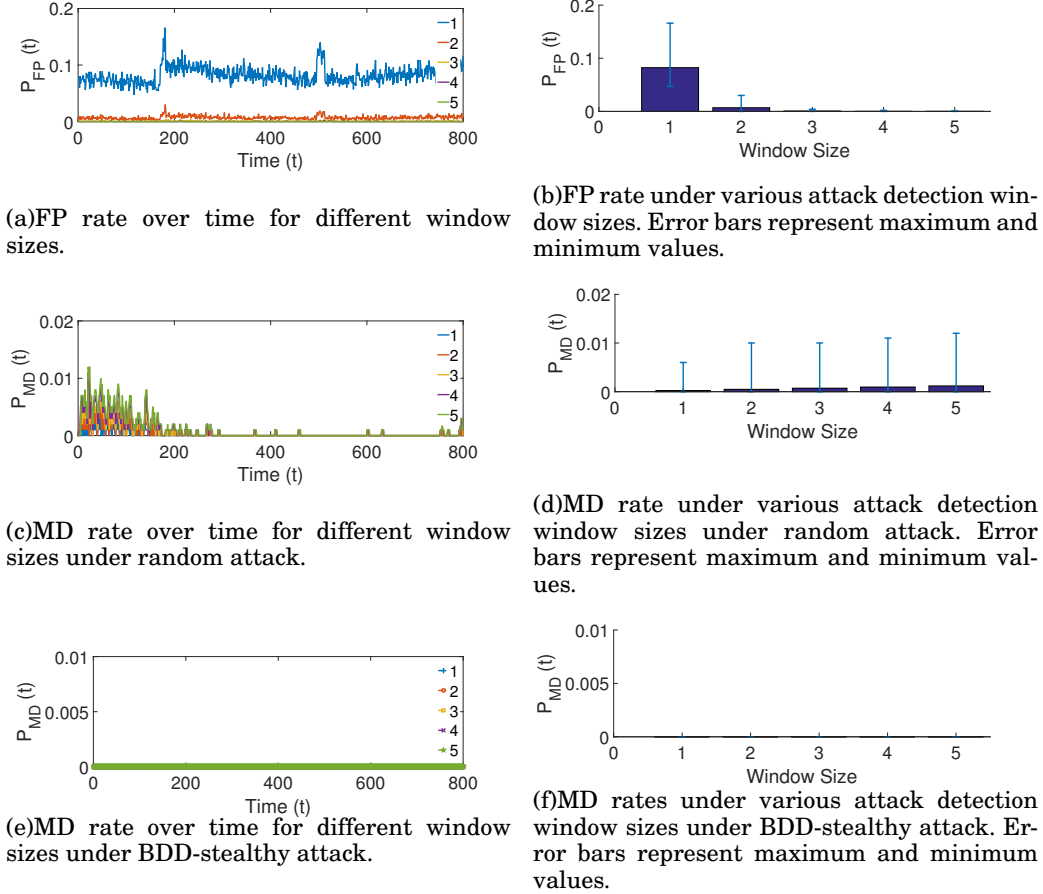 0.2
0.1
0
P_FP (t)
0 200 400 600 800
Time (t)
1
2
3
4
5
(a)FP rate over time for different window
sizes.
0.2
0.1
0
P_FP (t)
0 1 2 3 4 5
Window Size
(b)FP rate under various attack detection win-
dow sizes. Error bars represent maximum and
minimum values.
0.02
0.01
0
P_MD (t)
0 200 400 600 800
Time (t)
1
2
3
4
5
(c)MD rate over time for different window
sizes under random attack.
0.02
0.01
0
P_MD (t)
0 1 2 3 4 5
Window Size
(d)MD rate under various attack detection
window sizes under random attack. Error
bars represent maximum and minimum val-
ues.
0.01
0.005
0
P_MD (t)
0 200 400 600 800
Time (t)
1
2
3
4
5
(e)MD rate over time for different window
sizes under BDD-stealthy attack.
0.01
0.005
0
P_MD (t)
0 1 2 3 4 5
Window Size
(f)MD rates under various attack detection
window sizes under BDD-stealthy attack. Er-
ror bars represent maximum and minimum
values.